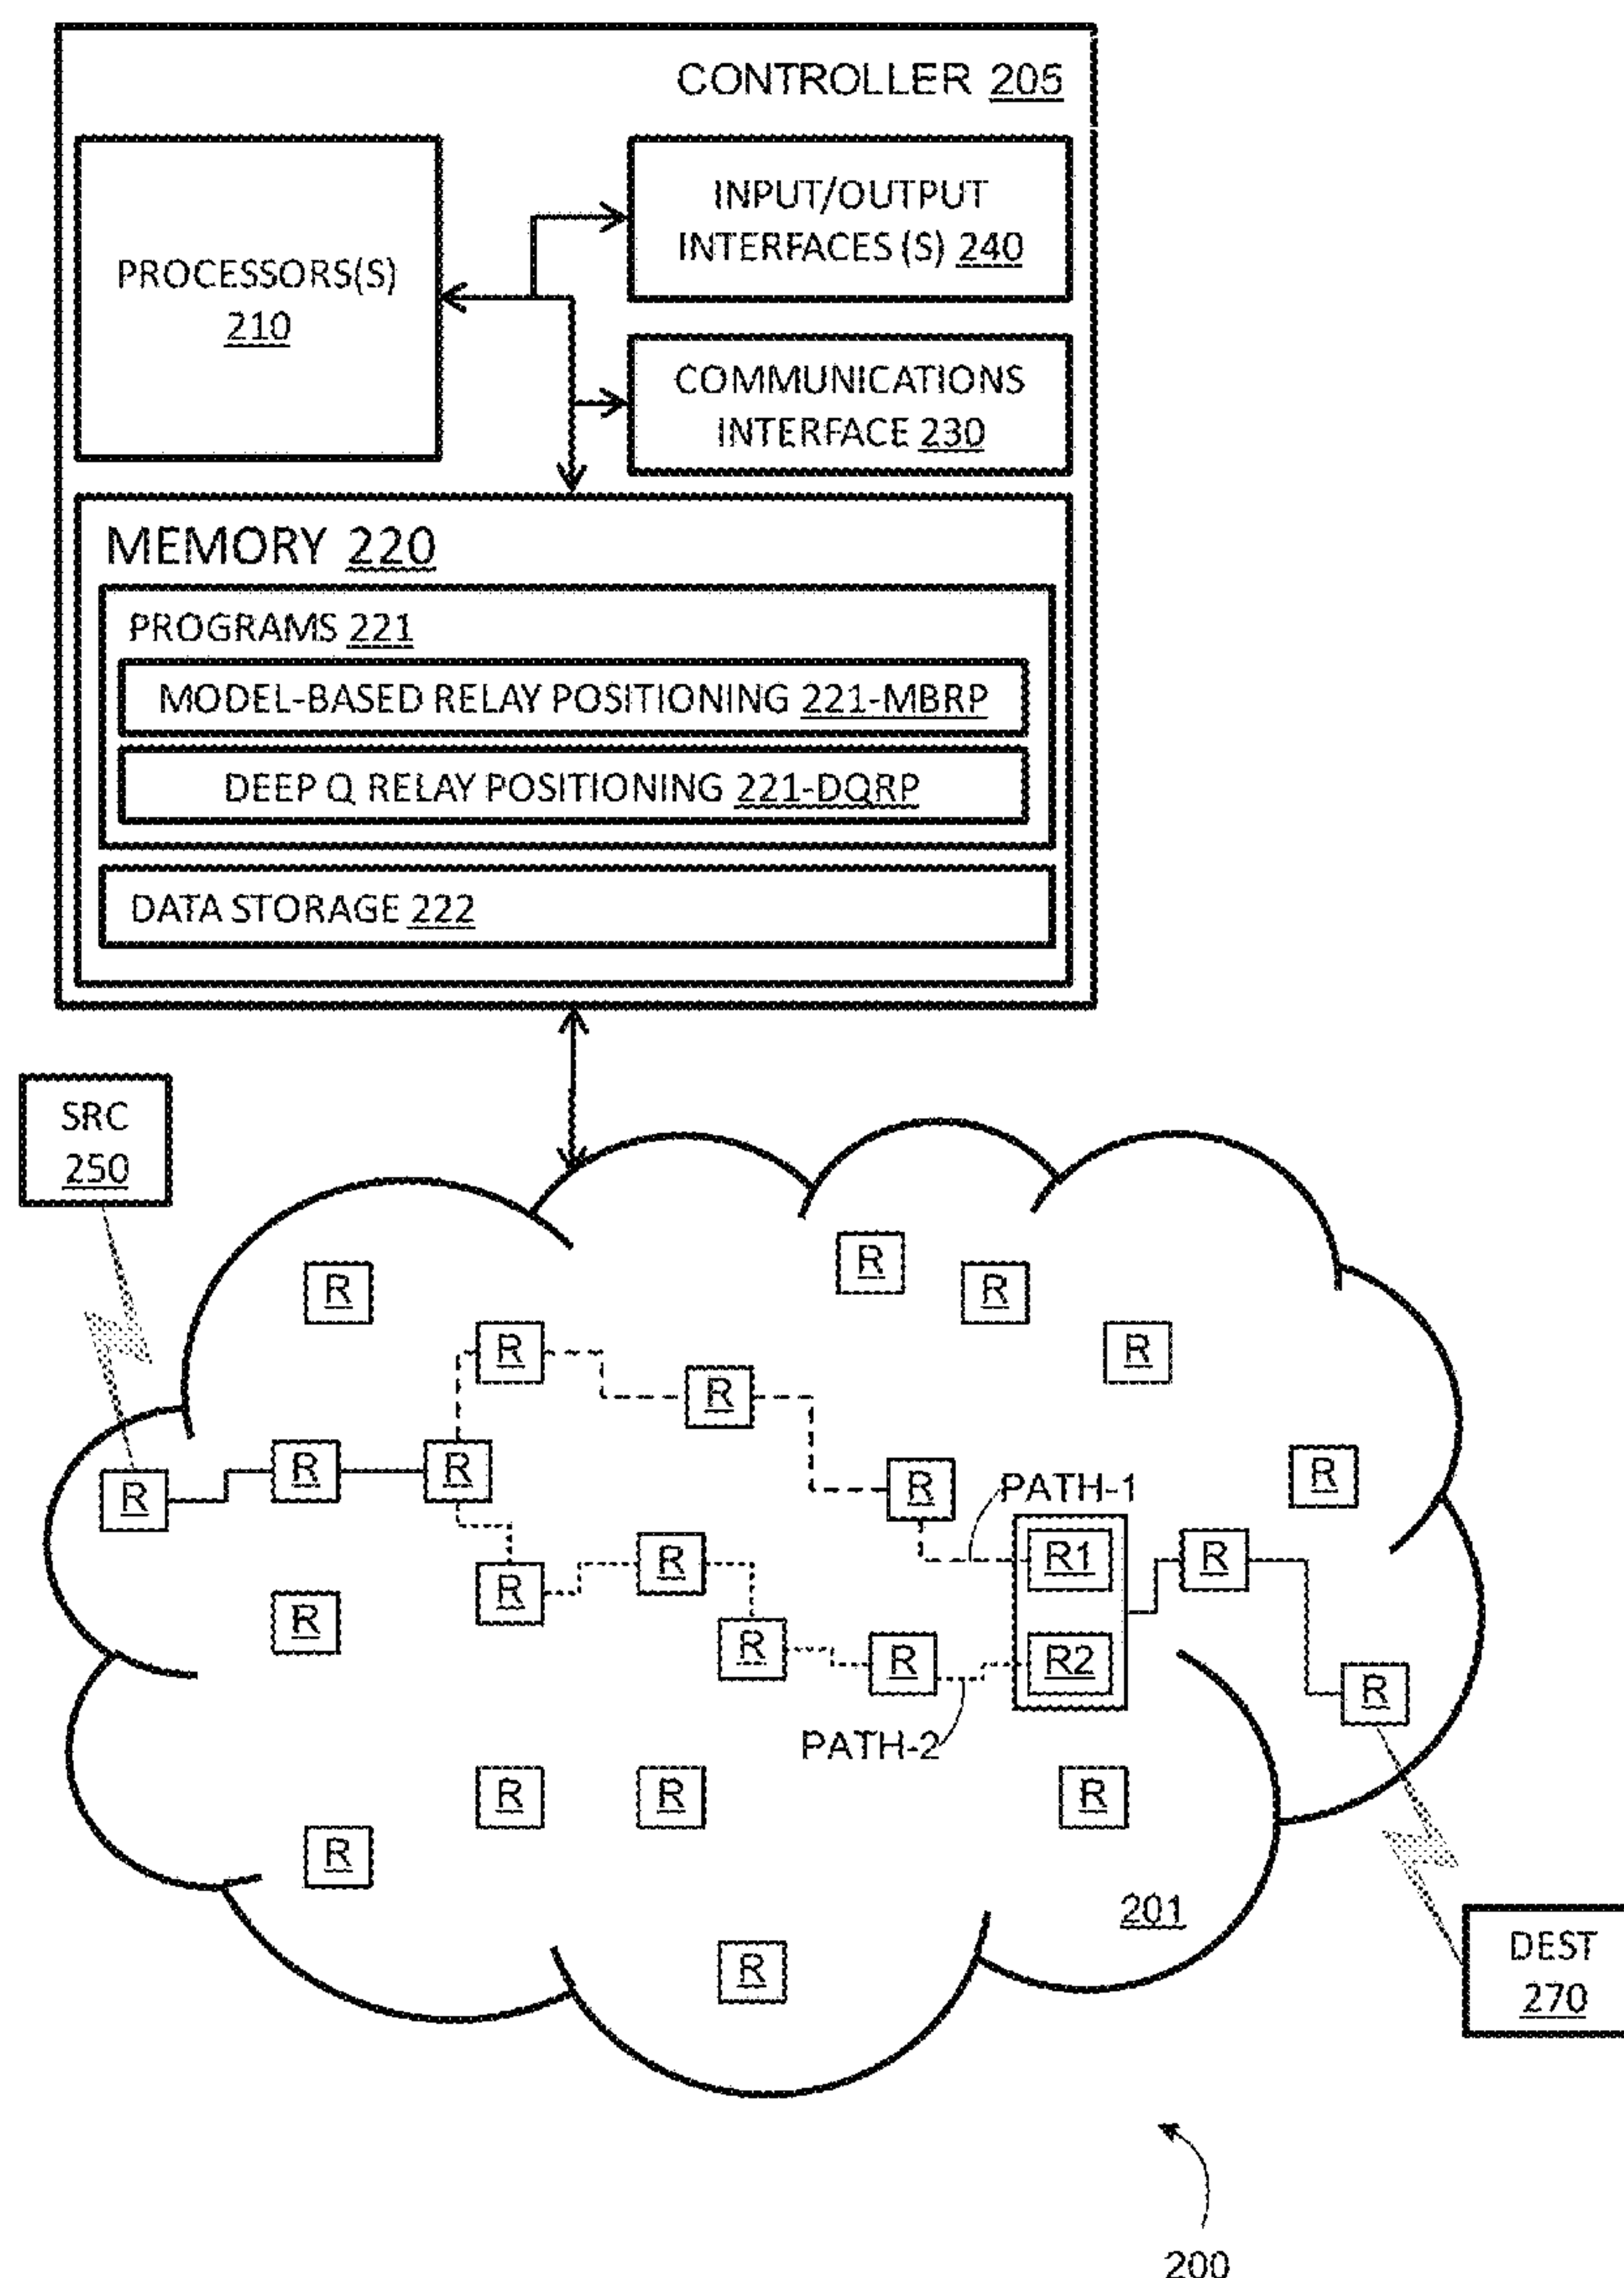 CONTROLLER 205
PROCESSORS(S)
210
INPUT/OUTPUT
INTERFACES (S) 240
COMMUNICATIONS
INTERFACE 230
MEMORY 220
PROGRAMS 221
MODEL-BASED RELAY POSITIONING 221-MBRP
DEEP Q RELAY POSITIONING 221-DQRP
DATA STORAGE 222
SRC
250
R
R
R
R
R
R
R
R
R
R
R
R
PATH-1
R
R1
R
R
R
R
R
R2
R
PATH-2
R
R
R
R
201
R
DEST
270
200